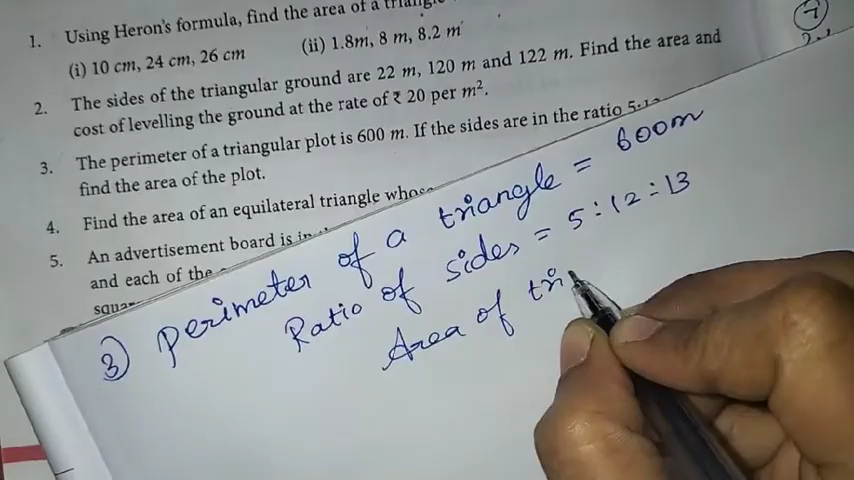 1. Using Heron's formula, find the area of a
(i) 10 cm, 24 cm, 26 cm (ii) 1.8m, 8 m, 8.2 m
2. The sides of the triangular ground are 22 m, 120 m and 122 m. Find the area and
cost of levelling the ground at the rate of ₹ 20 per m².
3. The perimeter of a triangular plot is 600 m. If the sides are in the ratio
find the area of the plot.
4. Find the area of an equilateral triangle
5. An advertisement board is
and each of the
3) Perimeter of a triangle = 600m
Ratio of sides = 5:12:13
Area of tri